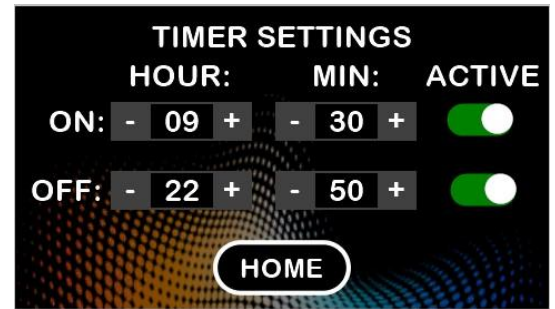 TIMER SETTINGS
HOUR: MIN: ACTIVE
ON: - 09 + - 30 +
OFF: - 22 + - 50 +
HOME